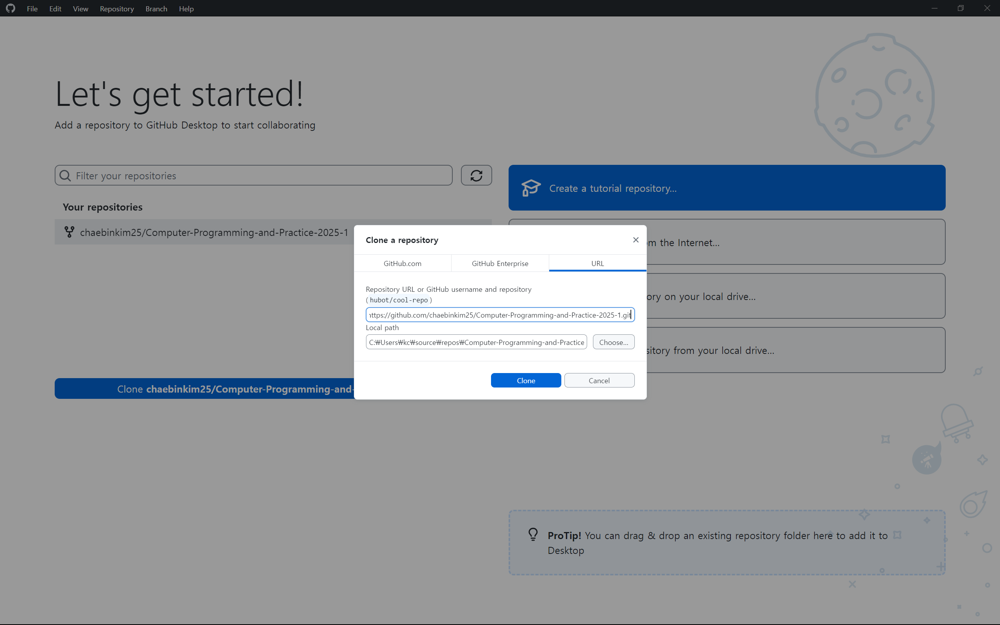 File Edit View Repository Branch Help
Let's get started!
Add a repository to GitHub Desktop to start collaborating
Filter your repositories
Your repositories
chaebinkim25/Computer-Programming-and-Practice-2025-1
Clone chaebinkim25/Computer-Programming-and-
Create a tutorial repository...
m the Internet...
ory on your local drive...
sitory from your local drive...
Clone a repository
GitHub.com GitHub Enterprise URL
Repository URL or GitHub username and repository
(hubot/cool-repo)
https://github.com/chaebinkim25/Computer-Programming-and-Practice-2025-1.git
Local path
C:₩Users₩kc₩source₩repos₩Computer-Programming-and-Practice
Choose...
Clone Cancel
ProTip! You can drag & drop an existing repository folder here to add it to
Desktop